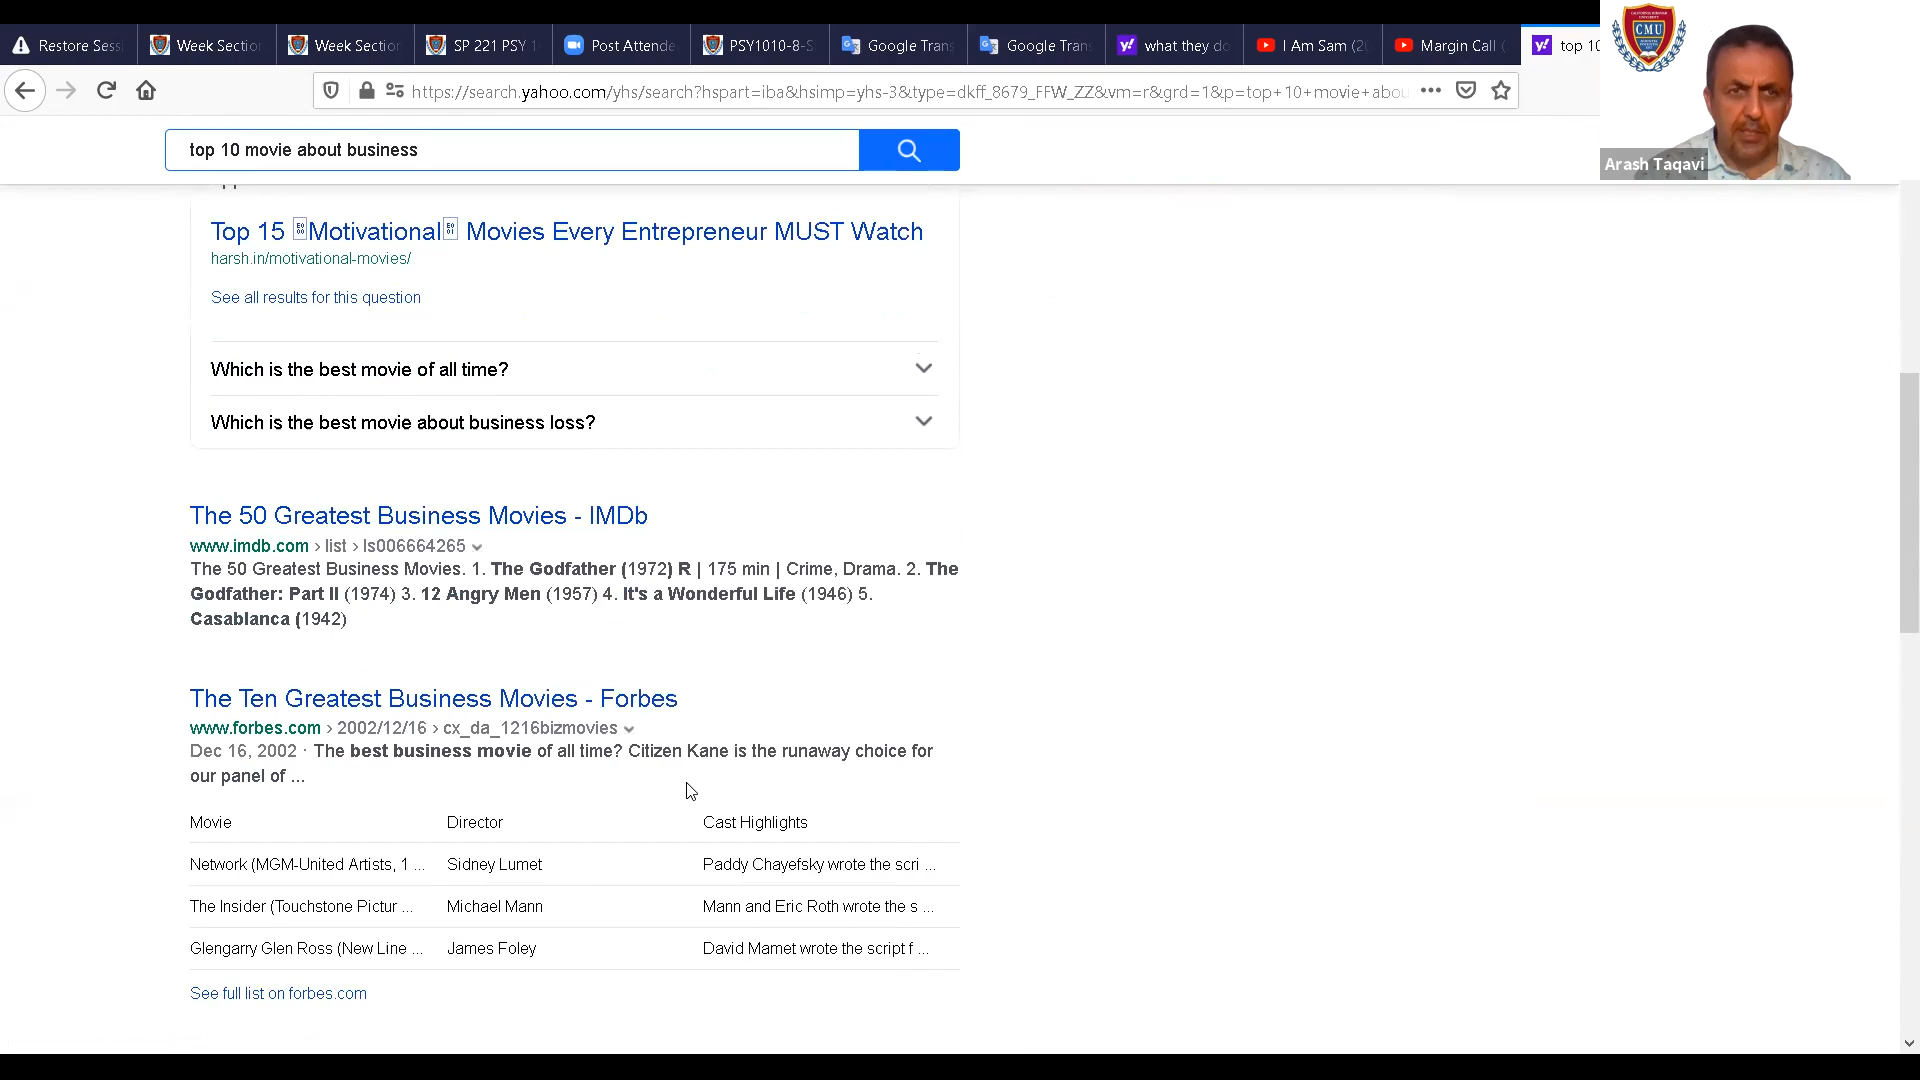 Restore Sess
Week Sectio
Week Sectio
SP 221 PSY 1
Post Attende
PSY1010-8-S
Google Tran
Google Tran
what they do
I Am Sam (20
Margin Call (
top 10
CMU
https://search.yahoo.com/yhs/search?hspart=iba&hsimp=yhs-3&type=dkff_8679_FFW_ZZ&vm=r&grd=1&p=top+10+movie+abou
Arash Taqavi
top 10 movie about business
Top 15 Motivational Movies Every Entrepreneur MUST Watch
harsh.in/motivational-movies/
See all results for this question
Which is the best movie of all time?
Which is the best movie about business loss?
The 50 Greatest Business Movies - IMDb
www.imdb.com › list › ls006664265
The 50 Greatest Business Movies. 1. The Godfather (1972) R | 175 min | Crime, Drama. 2. The
Godfather: Part II (1974) 3. 12 Angry Men (1957) 4. It's a Wonderful Life (1946) 5.
Casablanca (1942)
The Ten Greatest Business Movies - Forbes
www.forbes.com › 2002/12/16 › cx_da_1216bizmovies
Dec 16, 2002 · The best business movie of all time? Citizen Kane is the runaway choice for
our panel of ...
Movie Director Cast Highlights
Network (MGM-United Artists, 1 ... Sidney Lumet Paddy Chayefsky wrote the scri ...
The Insider (Touchstone Pictur ... Michael Mann Mann and Eric Roth wrote the s ...
Glengarry Glen Ross (New Line ... James Foley David Mamet wrote the script f ...
See full list on forbes.com